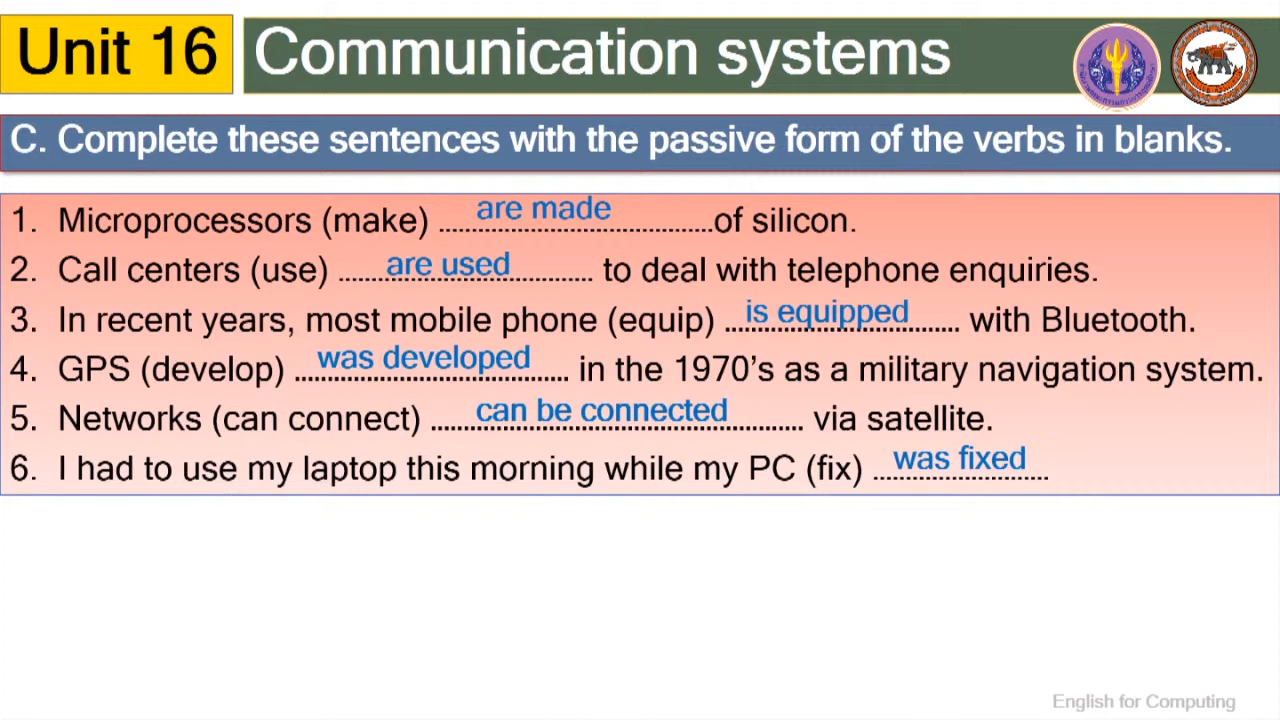 Unit 16 Communication systems
C. Complete these sentences with the passive form of the verbs in blanks.
1. Microprocessors (make) ..........are made..........of silicon.
2. Call centers (use) ..........are used.......... to deal with telephone enquiries.
3. In recent years, most mobile phone (equip) ..........is equipped.......... with Bluetooth.
4. GPS (develop) ..........was developed.......... in the 1970's as a military navigation system.
5. Networks (can connect) ..........can be connected.......... via satellite.
6. I had to use my laptop this morning while my PC (fix) ..........was fixed..........
English for Computing